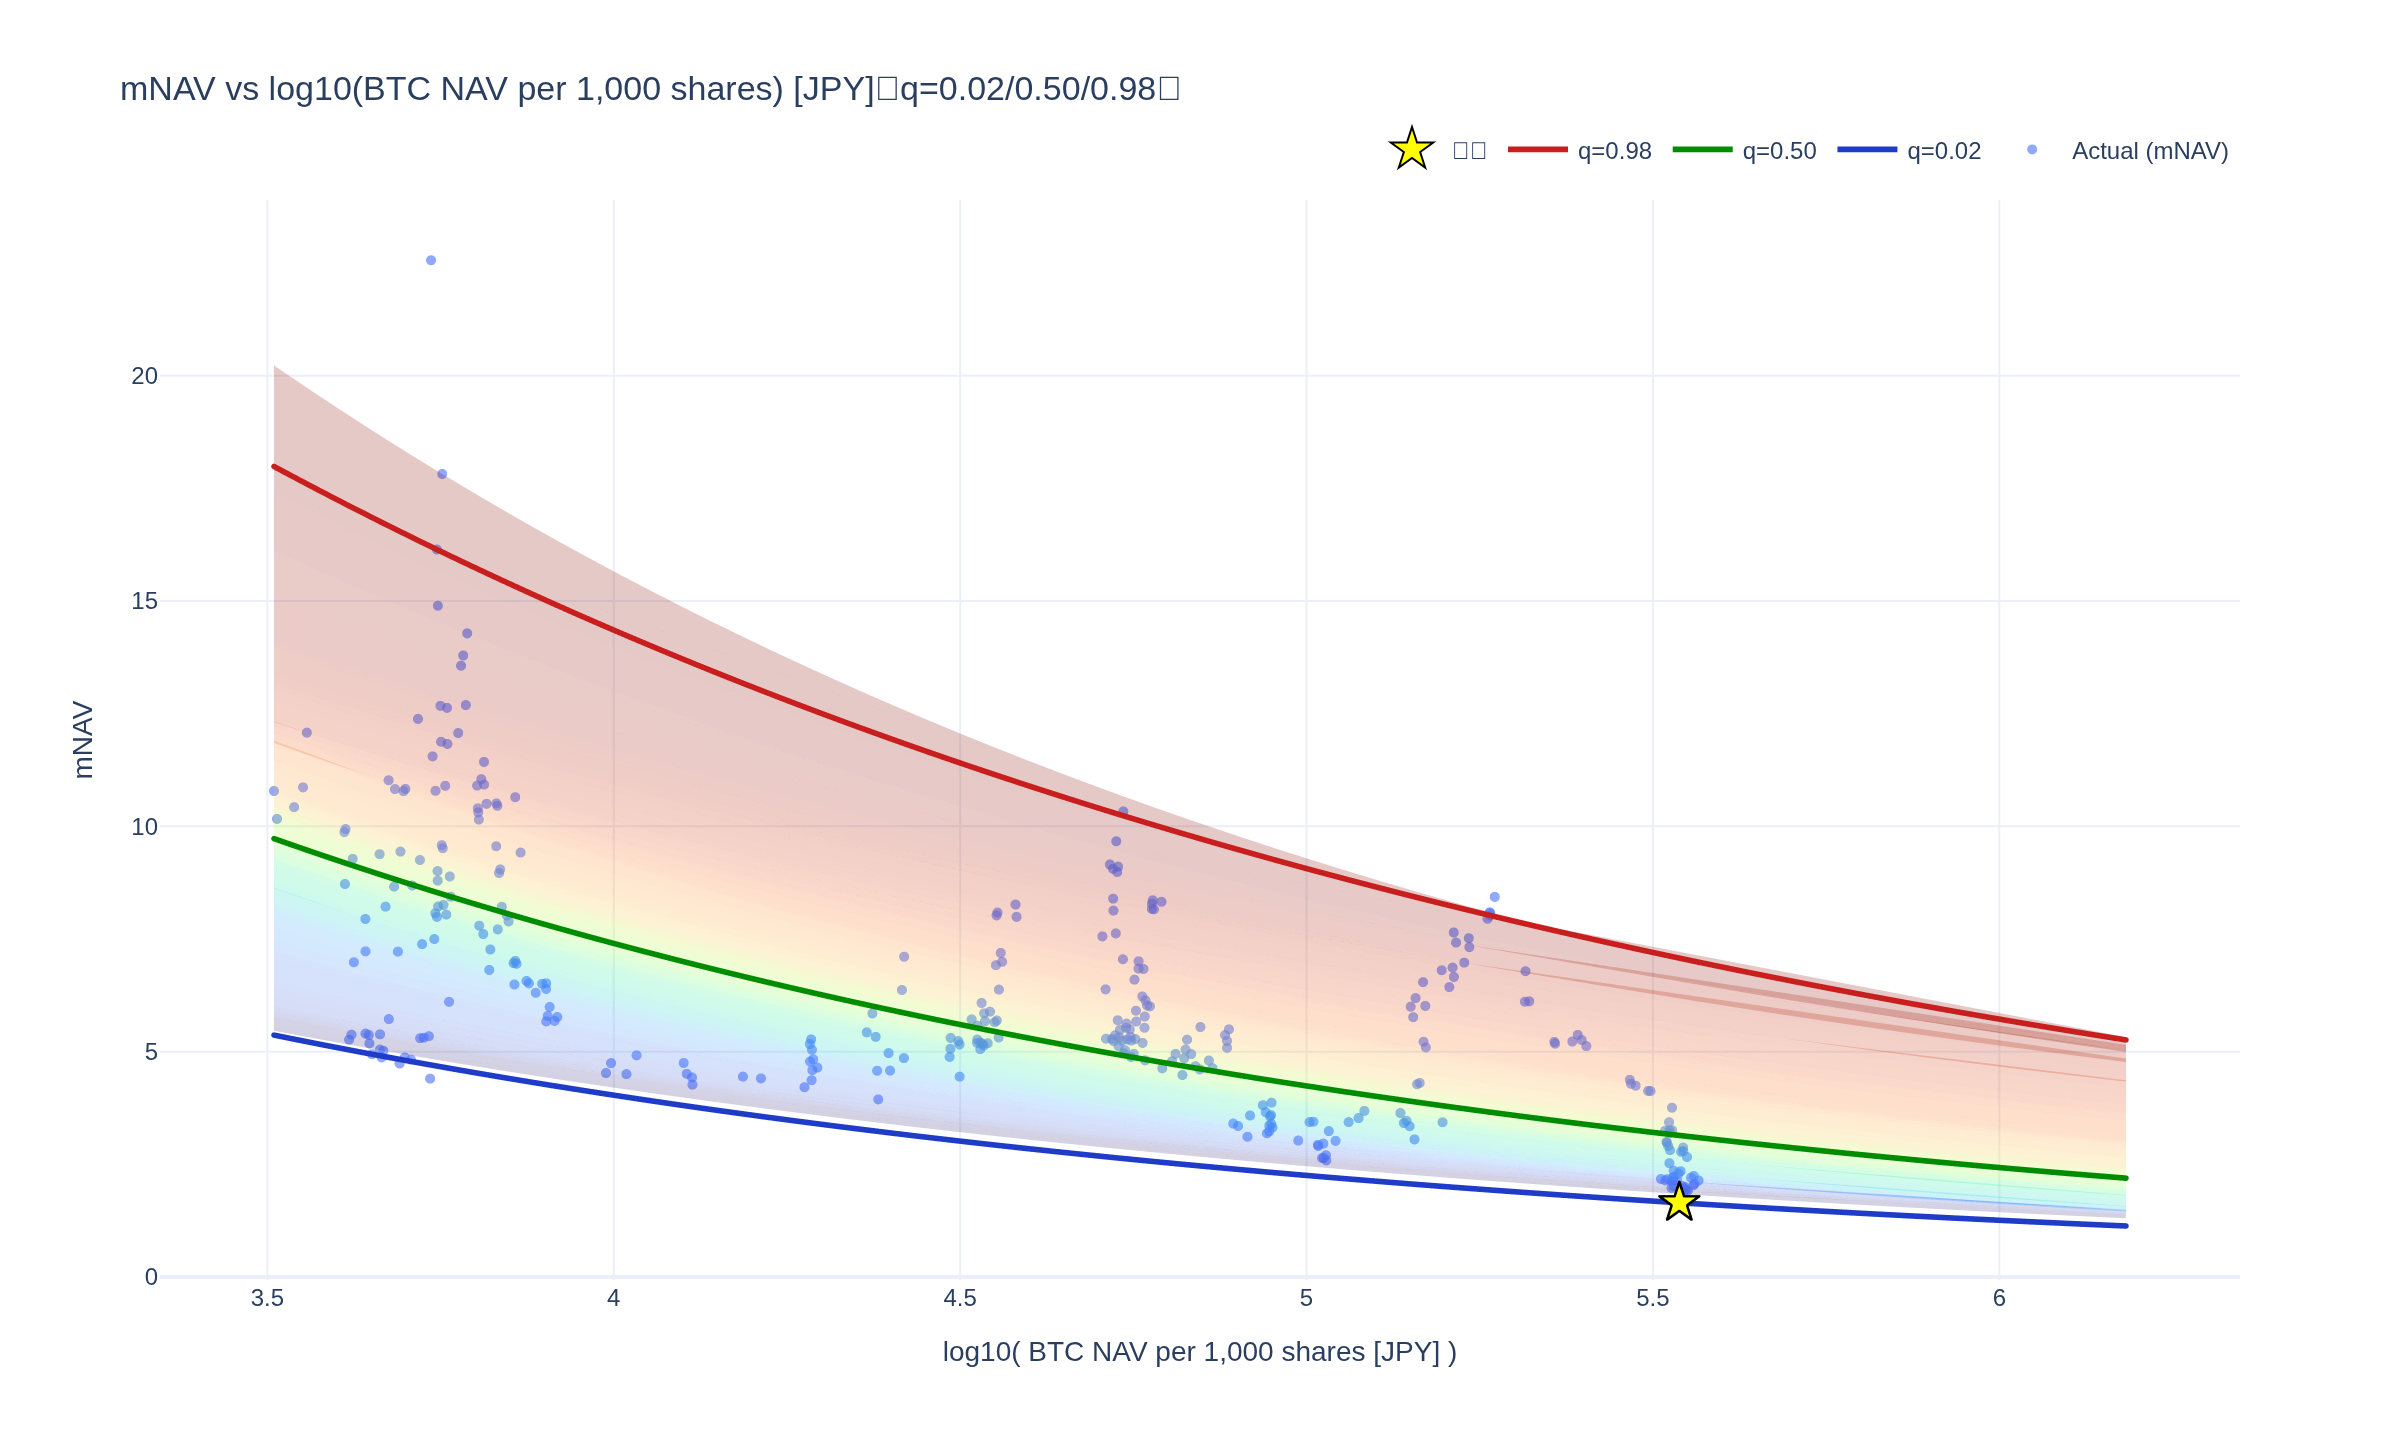 mNAV vs log10(BTC NAV per 1,000 shares) [JPY]□q=0.02/0.50/0.98□
□□ q=0.98 q=0.50 q=0.02 Actual (mNAV)
20
15
10
5
0
mNAV
3.5 4 4.5 5 5.5 6
log10( BTC NAV per 1,000 shares [JPY] )